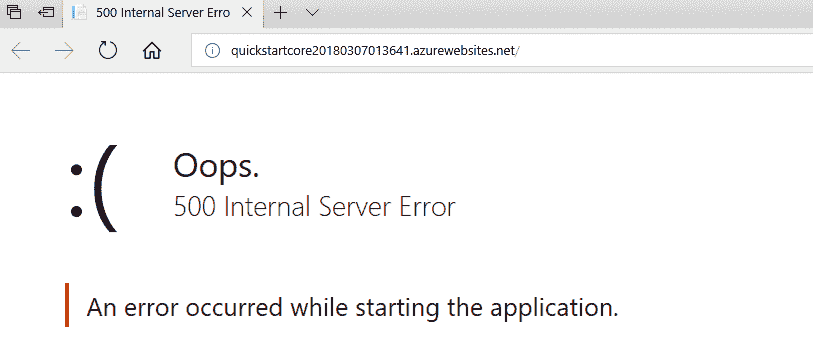 500 Internal Server Erro
quickstartcore20180307013641.azurewebsites.net/
:(
Oops.
500 Internal Server Error
An error occurred while starting the application.